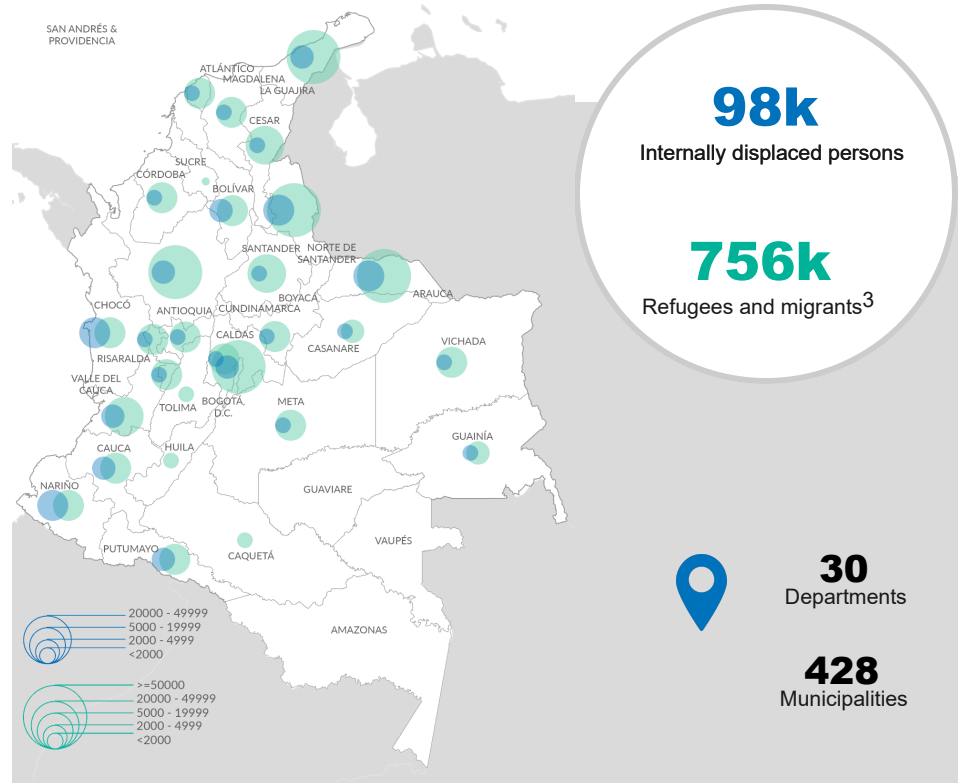 SAN ANDRÉS &
PROVIDENCIA
ATLÁNTICO
MAGDALENA
LA GUAJIRA
CESAR
SUCRE
CÓRDOBA
BOLÍVAR
SANTANDER
NORTE DE
SANTANDER
ARAUCA
BOYACÁ
CHOCÓ
ANTIOQUIA
CUNDINAMARCA
CALDAS
CASANARE
VICHADA
RISARALDA
VALLE DEL
CAUCA
TOLIMA
BOGOTÁ,
D.C.
META
GUAINÍA
CAUCA
HUILA
NARIÑO
GUAVIARE
PUTUMAYO
CAQUETÁ
VAUPÉS
AMAZONAS
20000 - 49999
5000 - 19999
2000 - 4999
<2000
>=50000
20000 - 49999
5000 - 19999
2000 - 4999
<2000
98k
Internally displaced persons
756k
Refugees and migrants3
30
Departments
428
Municipalities